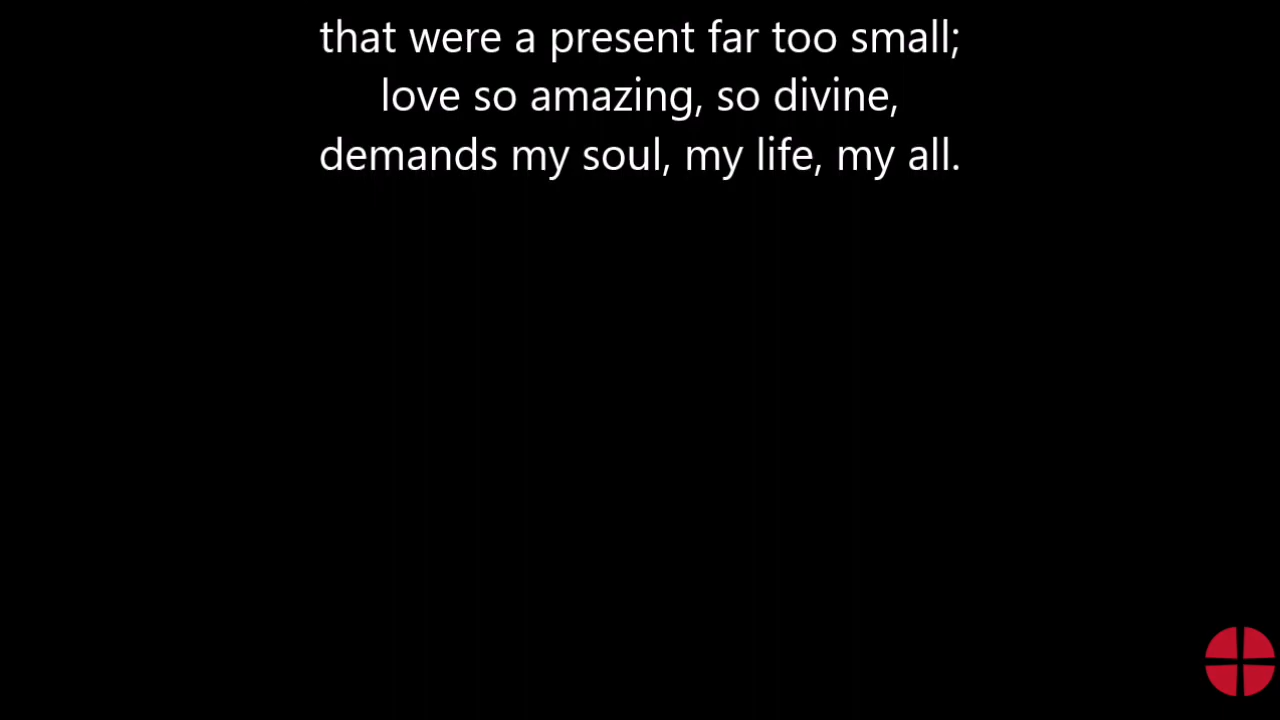 that were a present far too small;
love so amazing, so divine,
demands my soul, my life, my all.